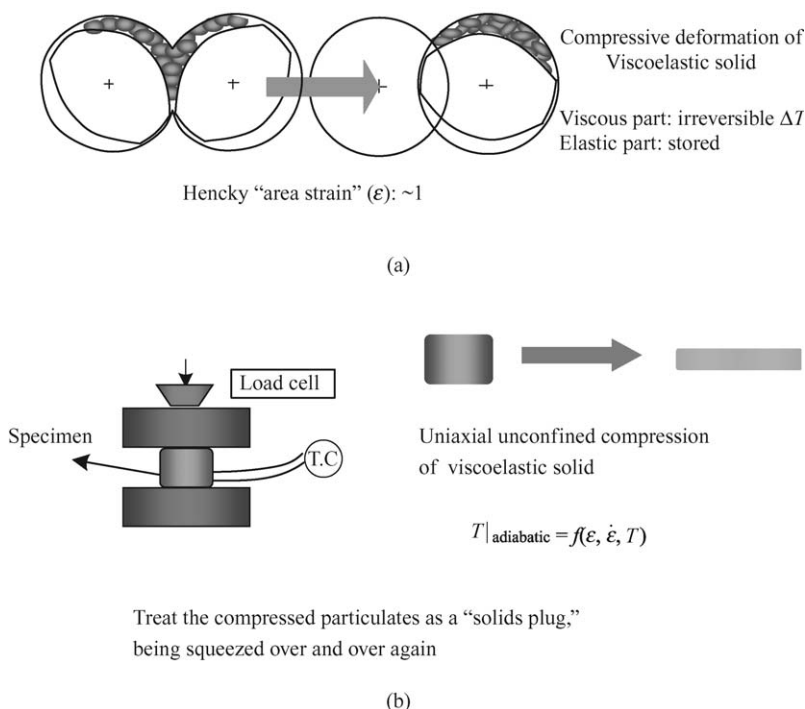 Compressive deformation of
Viscoelastic solid
Viscous part: irreversible ΔT
Elastic part: stored
Hencky “area strain” (ε): ~1
(a)
Load cell
Specimen
T.C
Uniaxial unconfined compression
of viscoelastic solid
T|adiabatic = f(ε, ε̇, T)
Treat the compressed particulates as a “solids plug,”
being squeezed over and over again
(b)